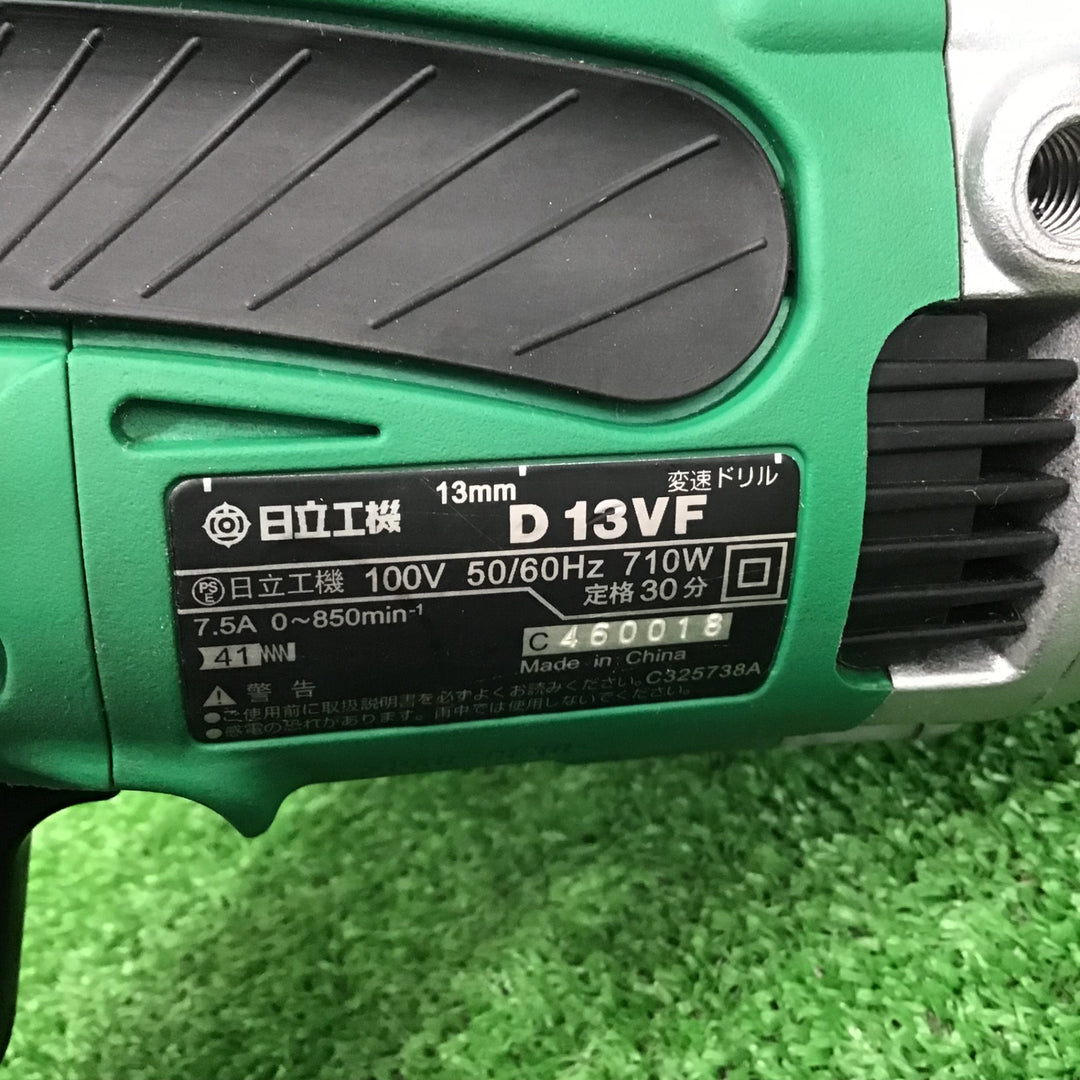 13mm 変速ドリル
日立工機 D 13VF
PSE 日立工機 100V 50/60Hz 710W
定格30分
7.5A 0～850min⁻¹
41 C 460018
Made in China
警告 C325738A
●ご使用前に取扱説明書を必ずよくお読みください。
●感電の恐れがあります。雨中では使用しないでください。